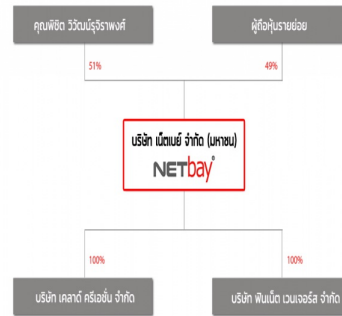 คุณพิชิต วิวัฒน์รุจิราพงศ์
ผู้ถือหุ้นรายย่อย
51%
49%
บริษัท เน็ตเบย์ จำกัด (มหาชน)
NETbay®
100%
100%
บริษัท เคลาด์ ครีเอชั่น จำกัด
บริษัท ฟินเน็ต เวนเจอร์ส จำกัด